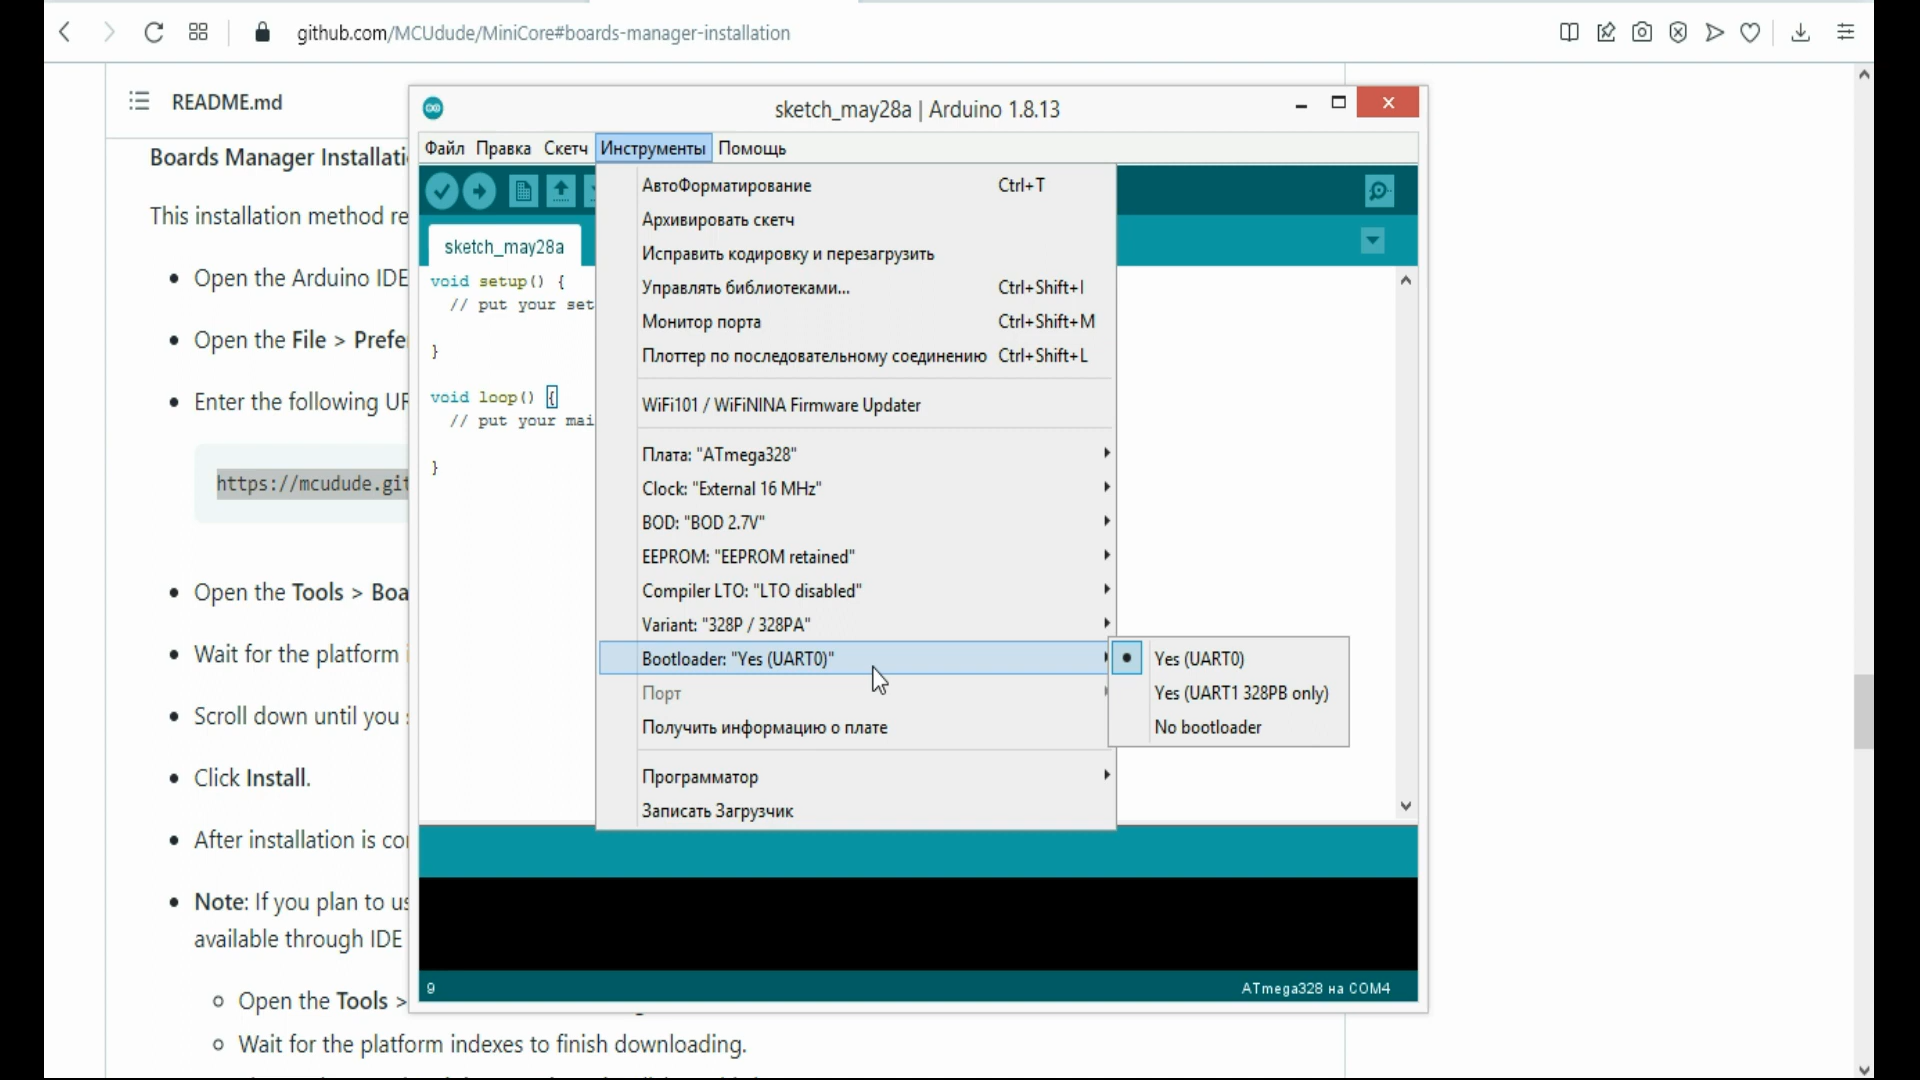 github.com/MCUdude/MiniCore#boards-manager-installation
README.md
Boards Manager Installati
This installation method re
Open the Arduino IDE
Open the File > Prefe
Enter the following UR
https://mcudude.git
Open the Tools > Boa
Wait for the platform i
Scroll down until you
Click Install.
After installation is co
Note: If you plan to us
available through IDE
Open the Tools >
Wait for the platform indexes to finish downloading.
sketch_may28a | Arduino 1.8.13
Файл Правка Скетч Инструменты Помощь
sketch_may28a
void setup() {
// put your set
}
void loop() {
// put your mai
}
АвтоФорматирование Ctrl+T
Архивировать скетч
Исправить кодировку и перезагрузить
Управлять библиотеками... Ctrl+Shift+I
Монитор порта Ctrl+Shift+M
Плоттер по последовательному соединению Ctrl+Shift+L
WiFi101 / WiFiNINA Firmware Updater
Плата: "ATmega328"
Clock: "External 16 MHz"
BOD: "BOD 2.7V"
EEPROM: "EEPROM retained"
Compiler LTO: "LTO disabled"
Variant: "328P / 328PA"
Bootloader: "Yes (UART0)"
Порт
Получить информацию о плате
Программатор
Записать Загрузчик
Yes (UART0)
Yes (UART1 328PB only)
No bootloader
9
ATmega328 на COM4